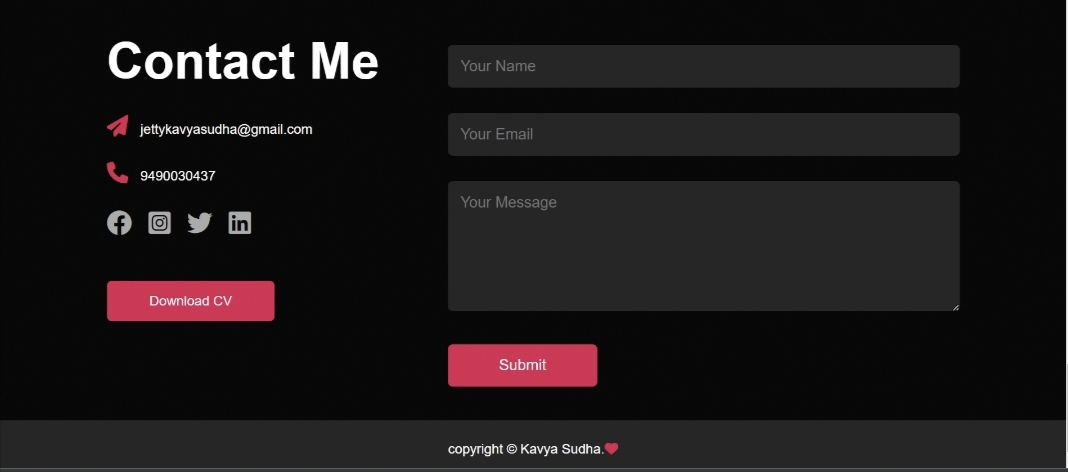 Contact Me
jettykavyasudha@gmail.com
9490030437
Download CV
Your Name
Your Email
Your Message
Submit
copyright © Kavya Sudha.